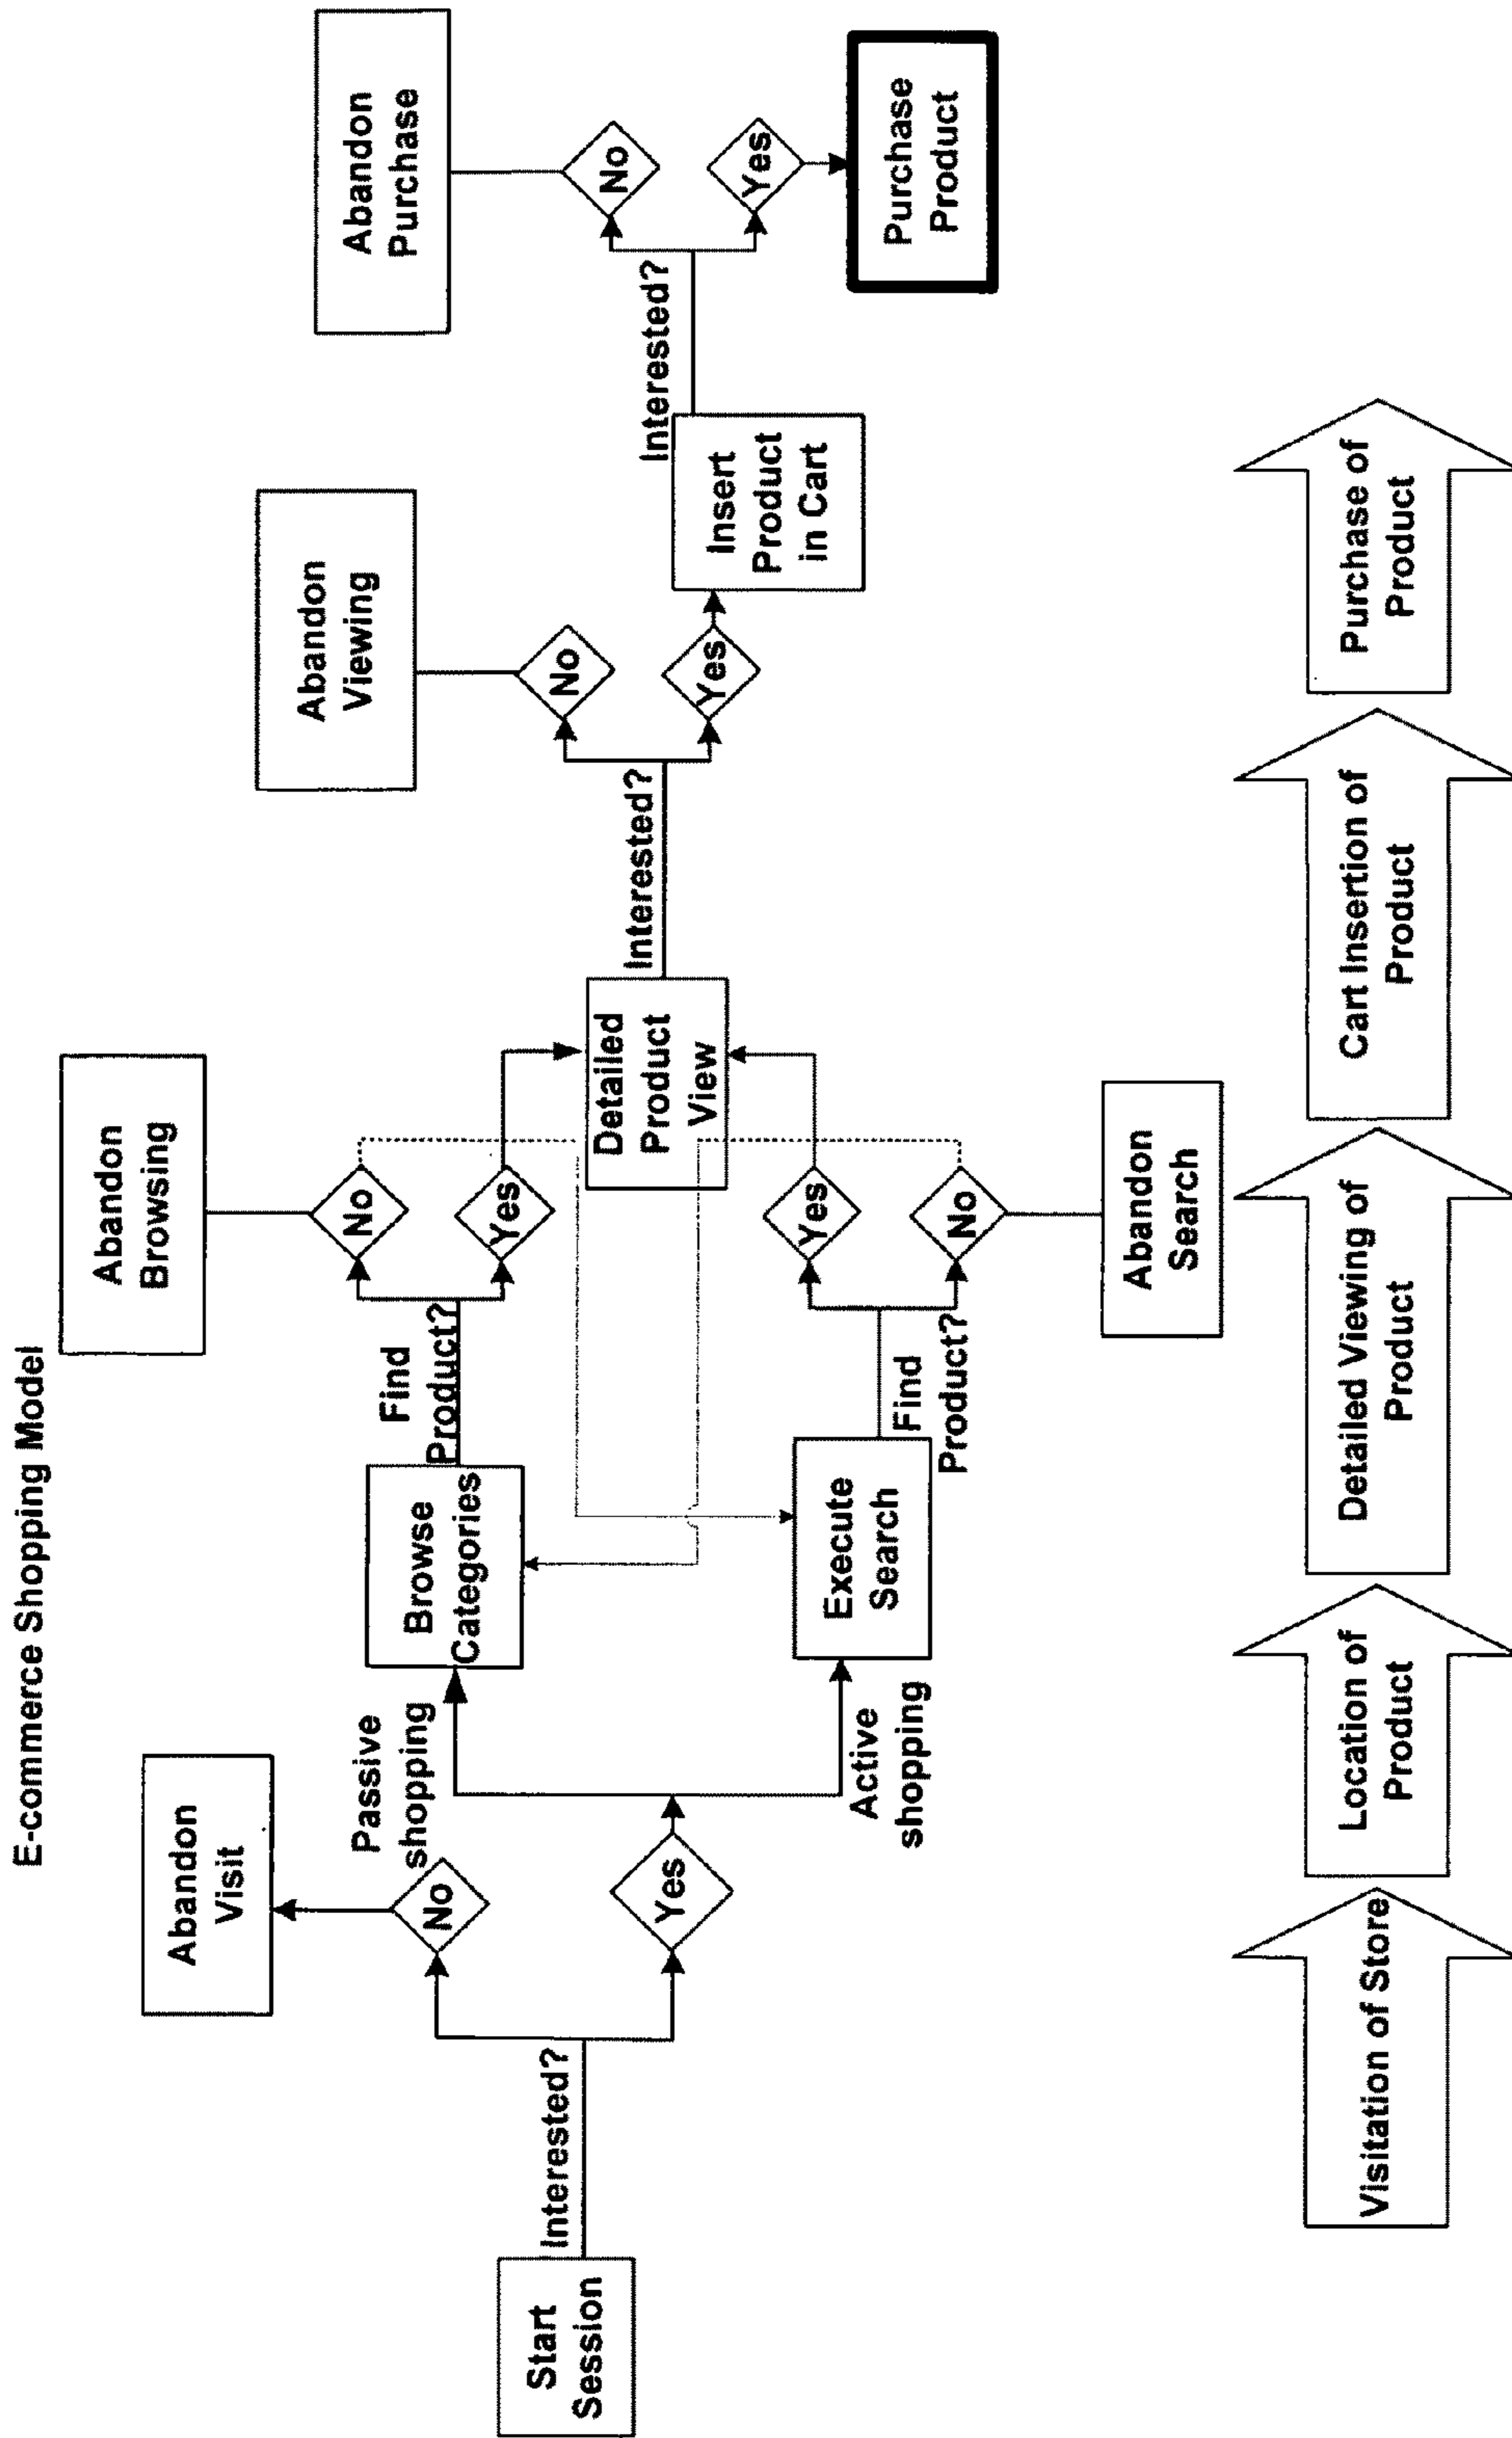 E-commerce Shopping Model
Start
Session
Interested?
No
Abandon
Visit
Yes
Passive
shopping
Active
shopping
Browse
Categories
Find
Product?
No
Abandon
Browsing
Yes
Execute
Search
Find
Product?
Yes
No
Abandon
Search
Detailed
Product
View
Interested?
No
Abandon
Viewing
Yes
Insert
Product
in Cart
Interested?
No
Abandon
Purchase
Yes
Purchase
Product
Visitation of Store
Location of
Product
Detailed Viewing of
Product
Cart Insertion of
Product
Purchase of
Product